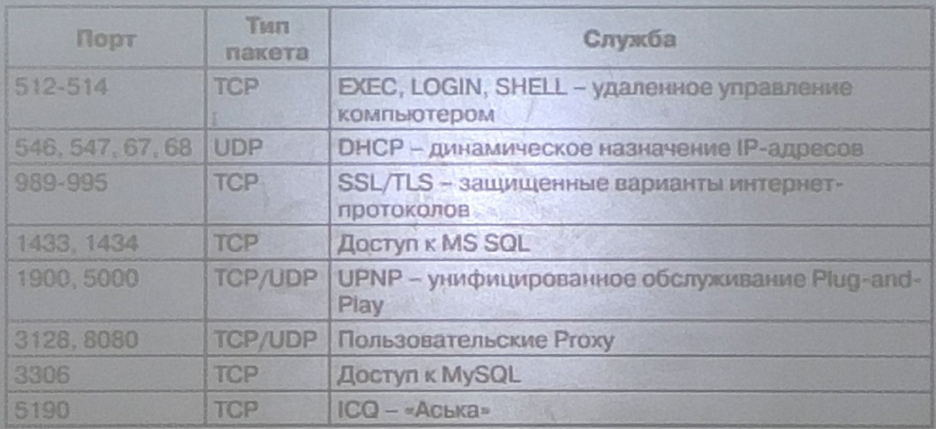 Порт Тип пакета Служба
512-514 TCP EXEC, LOGIN, SHELL – удаленное управление
компьютером
546, 547, 67, 68 UDP DHCP – динамическое назначение IP-адресов
989-995 TCP SSL/TLS – защищенные варианты интернет-
протоколов
1433, 1434 TCP Доступ к MS SQL
1900, 5000 TCP/UDP UPNP – унифицированное обслуживание Plug-and-
Play
3128, 8080 TCP/UDP Пользовательские Proxy
3306 TCP Доступ к MySQL
5190 TCP ICQ – «Аська»